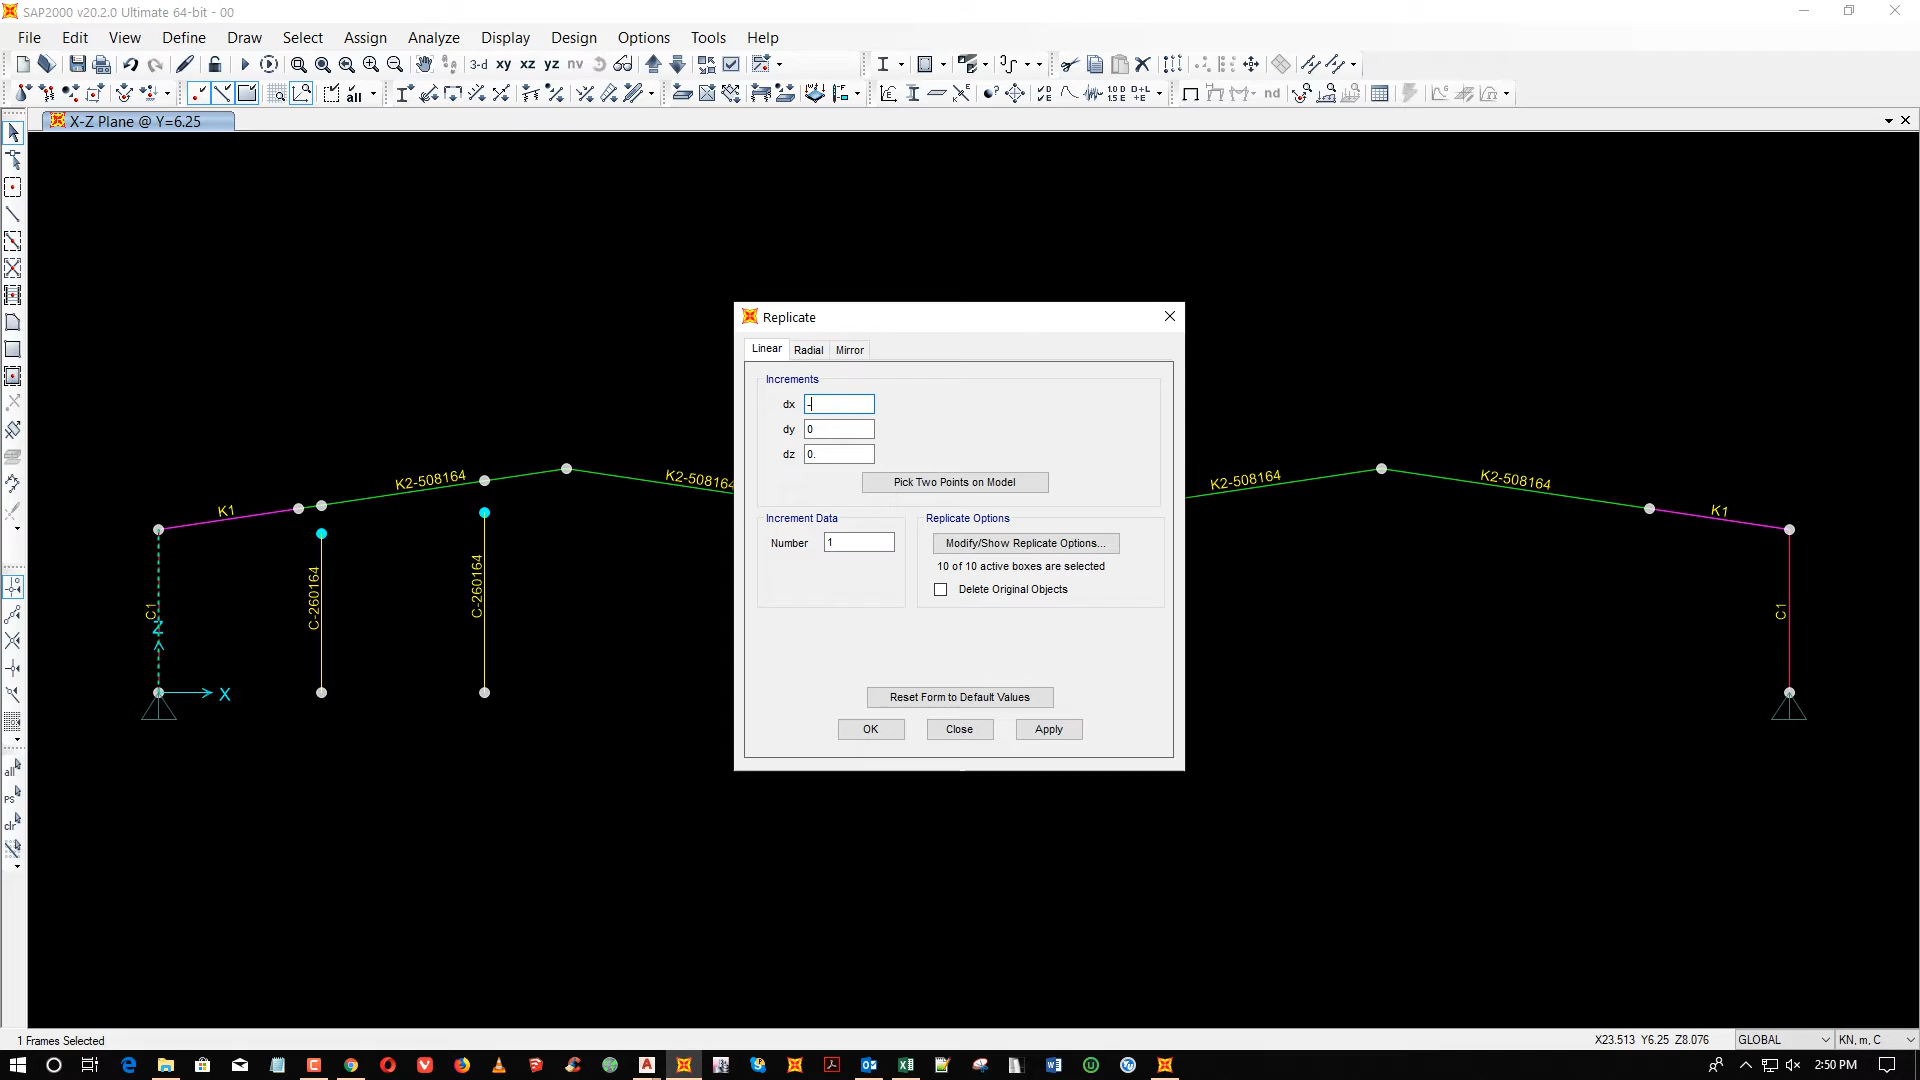 SAP2000 v20.2.0 Ultimate 64-bit - 00
File Edit View Define Draw Select Assign Analyze Display Design Options Tools Help
3-d xy xz yz nv
all
nd
X-Z Plane @ Y=6.25
Replicate
Linear Radial Mirror
Increments
dx -
dy 0
dz 0.
Pick Two Points on Model
Increment Data
Number 1
Replicate Options
Modify/Show Replicate Options...
10 of 10 active boxes are selected
Delete Original Objects
Reset Form to Default Values
OK Close Apply
K1
K2-508164
K2-508164
K2-508164
K2-508164
K1
C1
C-260164
C-260164
C1
Z
X
all
PS
clr
1 Frames Selected
X23.513 Y6.25 Z8.076
GLOBAL
KN, m, C
2:50 PM